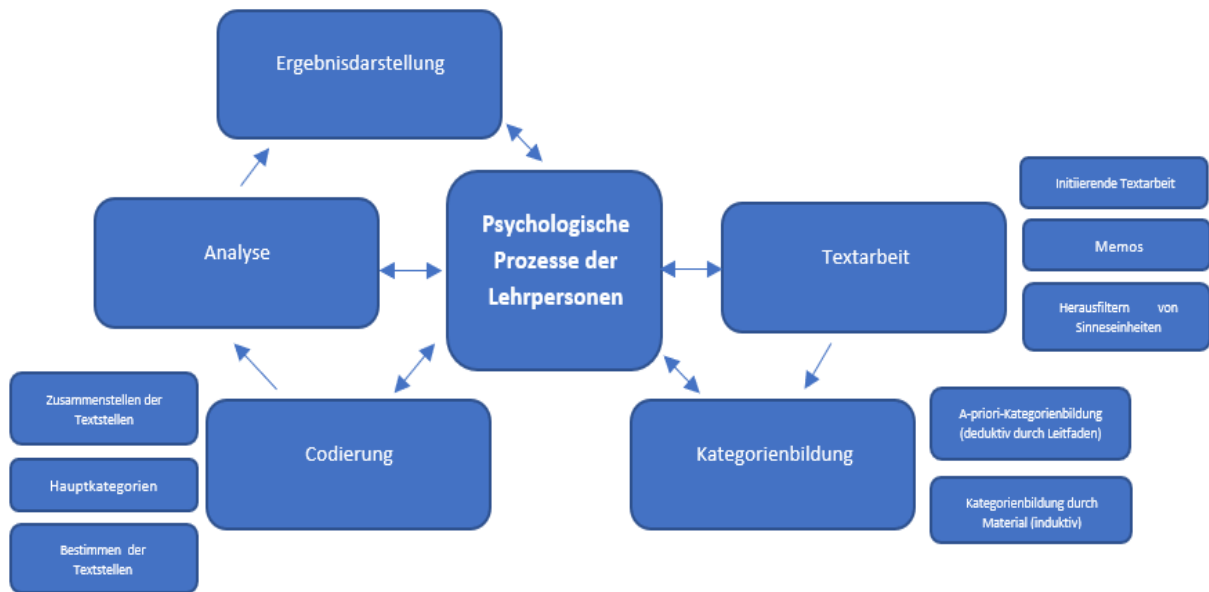 Ergebnisdarstellung
Psychologische
Prozesse der
Lehrpersonen
Textarbeit
Initiierende Textarbeit
Memos
Herausfiltern von
Sinneseinheiten
Kategorienbildung
A-priori-Kategorienbildung
(deduktiv durch Leitfaden)
Kategorienbildung durch
Material (induktiv)
Codierung
Zusammenstellen der
Textstellen
Hauptkategorien
Bestimmen der
Textstellen
Analyse